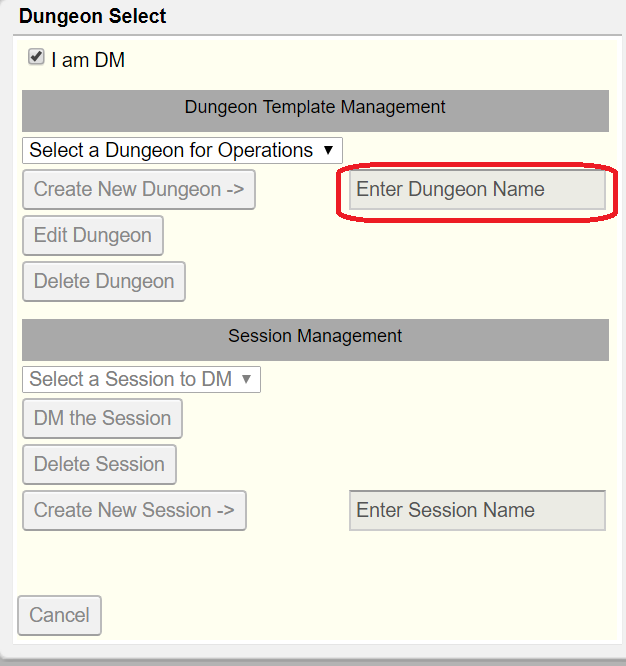 Dungeon Select
I am DM
Dungeon Template Management
Select a Dungeon for Operations
Create New Dungeon -> Enter Dungeon Name
Edit Dungeon
Delete Dungeon
Session Management
Select a Session to DM
DM the Session
Delete Session
Create New Session -> Enter Session Name
Cancel